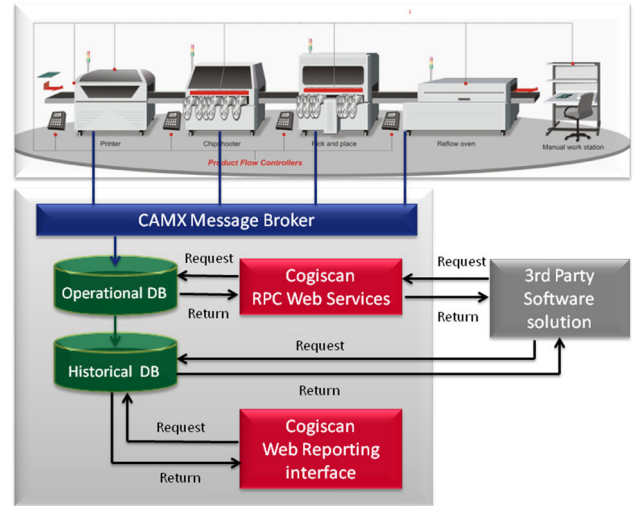 Printer
Chipshooter
Pick and place
Reflow oven
Manual work station
Product Flow Controllers
CAMX Message Broker
Operational DB
Request
Return
Cogiscan
RPC Web Services
Request
Return
3rd Party
Software
solution
Historical DB
Request
Return
Request
Return
Cogiscan
Web Reporting
interface